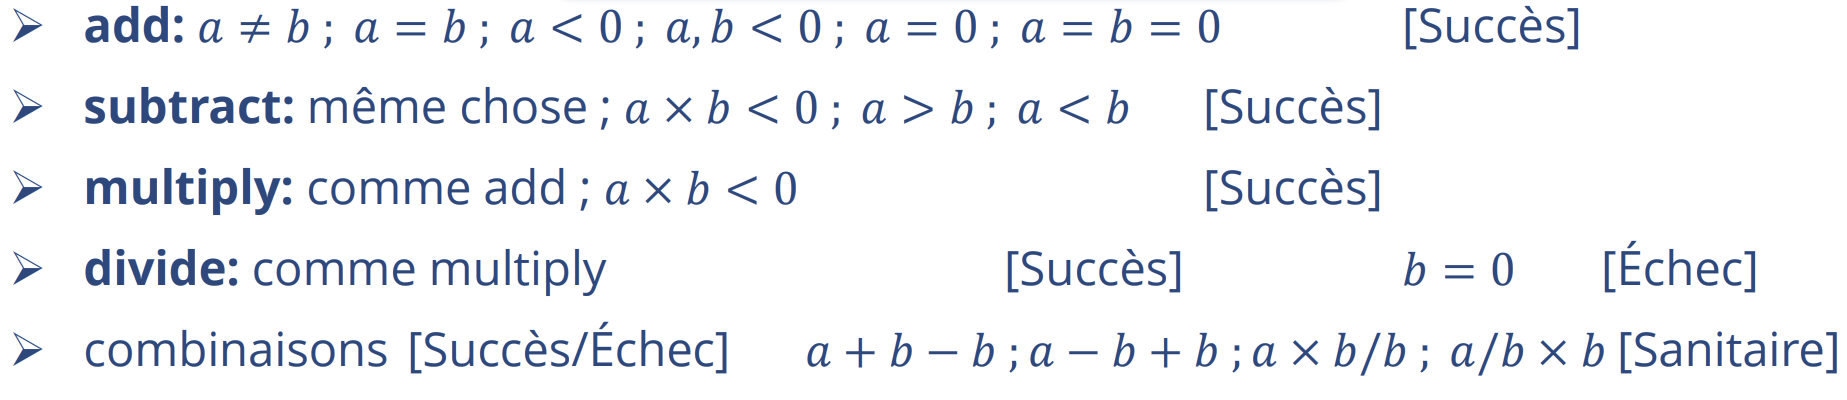 ➢ add: a ≠ b ; a = b ; a < 0 ; a, b < 0 ; a = 0 ; a = b = 0 [Succès]
➢ subtract: même chose ; a × b < 0 ; a > b ; a < b [Succès]
➢ multiply: comme add ; a × b < 0 [Succès]
➢ divide: comme multiply [Succès] b = 0 [Échec]
➢ combinaisons [Succès/Échec] a + b − b ; a − b + b ; a × b/b ; a/b × b [Sanitaire]